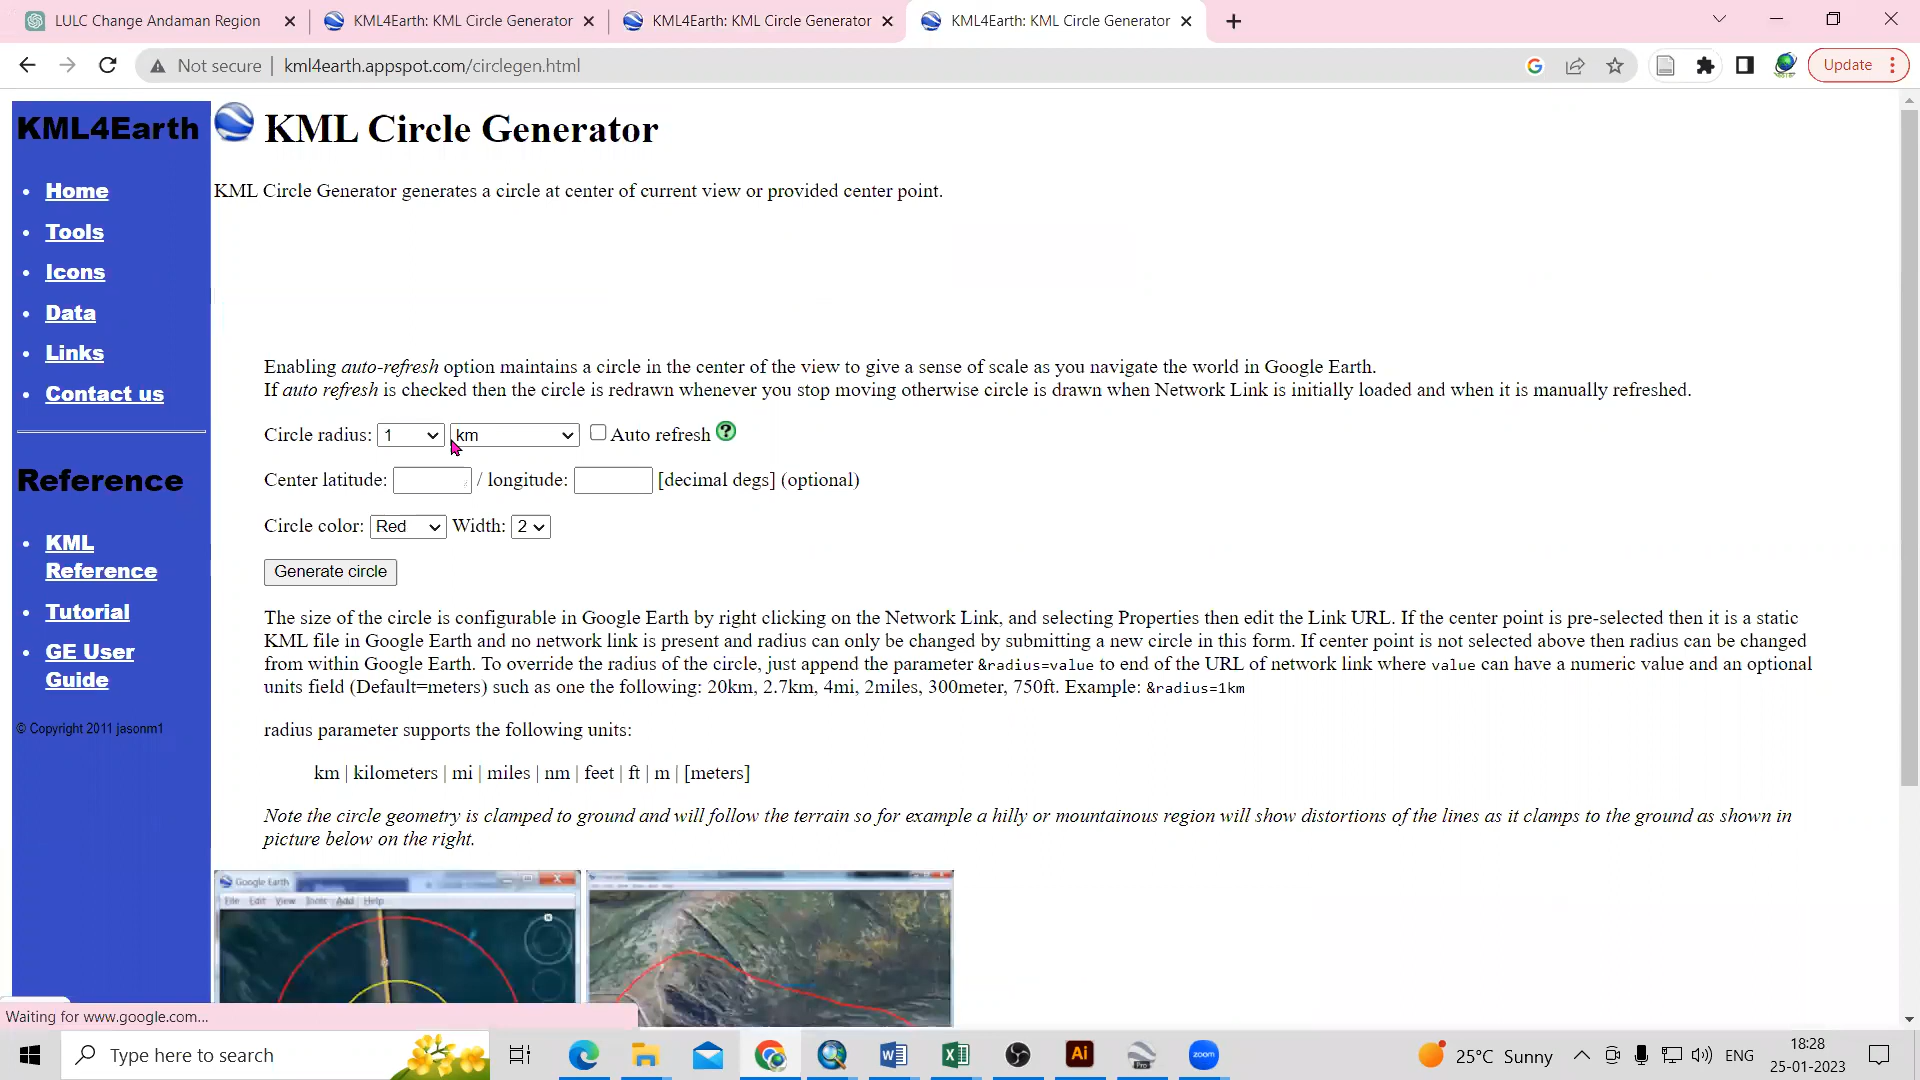 LULC Change Andaman Region
KML4Earth: KML Circle Generator
KML4Earth: KML Circle Generator
KML4Earth: KML Circle Generator
Not secure
kml4earth.appspot.com/circlegen.html
Update
KML4Earth
Home
Tools
Icons
Data
Links
Contact us
Reference
KML
Reference
Tutorial
GE User
Guide
© Copyright 2011 jasonm1
KML Circle Generator
KML Circle Generator generates a circle at center of current view or provided center point.
Enabling auto-refresh option maintains a circle in the center of the view to give a sense of scale as you navigate the world in Google Earth.
If auto refresh is checked then the circle is redrawn whenever you stop moving otherwise circle is drawn when Network Link is initially loaded and when it is manually refreshed.
Circle radius: 1 km Auto refresh ?
Center latitude: / longitude: [decimal degs] (optional)
Circle color: Red Width: 2
Generate circle
The size of the circle is configurable in Google Earth by right clicking on the Network Link, and selecting Properties then edit the Link URL. If the center point is pre-selected then it is a static
KML file in Google Earth and no network link is present and radius can only be changed by submitting a new circle in this form. If center point is not selected above then radius can be changed
from within Google Earth. To override the radius of the circle, just append the parameter &radius=value to end of the URL of network link where value can have a numeric value and an optional
units field (Default=meters) such as one the following: 20km, 2.7km, 4mi, 2miles, 300meter, 750ft. Example: &radius=1km
radius parameter supports the following units:
km | kilometers | mi | miles | nm | feet | ft | m | [meters]
Note the circle geometry is clamped to ground and will follow the terrain so for example a hilly or mountainous region will show distortions of the lines as it clamps to the ground as shown in
picture below on the right.
Google Earth
File Edit View Tools Add Help
Waiting for www.google.com...
Type here to search
Ai
Pro
zoom
25°C Sunny
ENG
18:28
25-01-2023